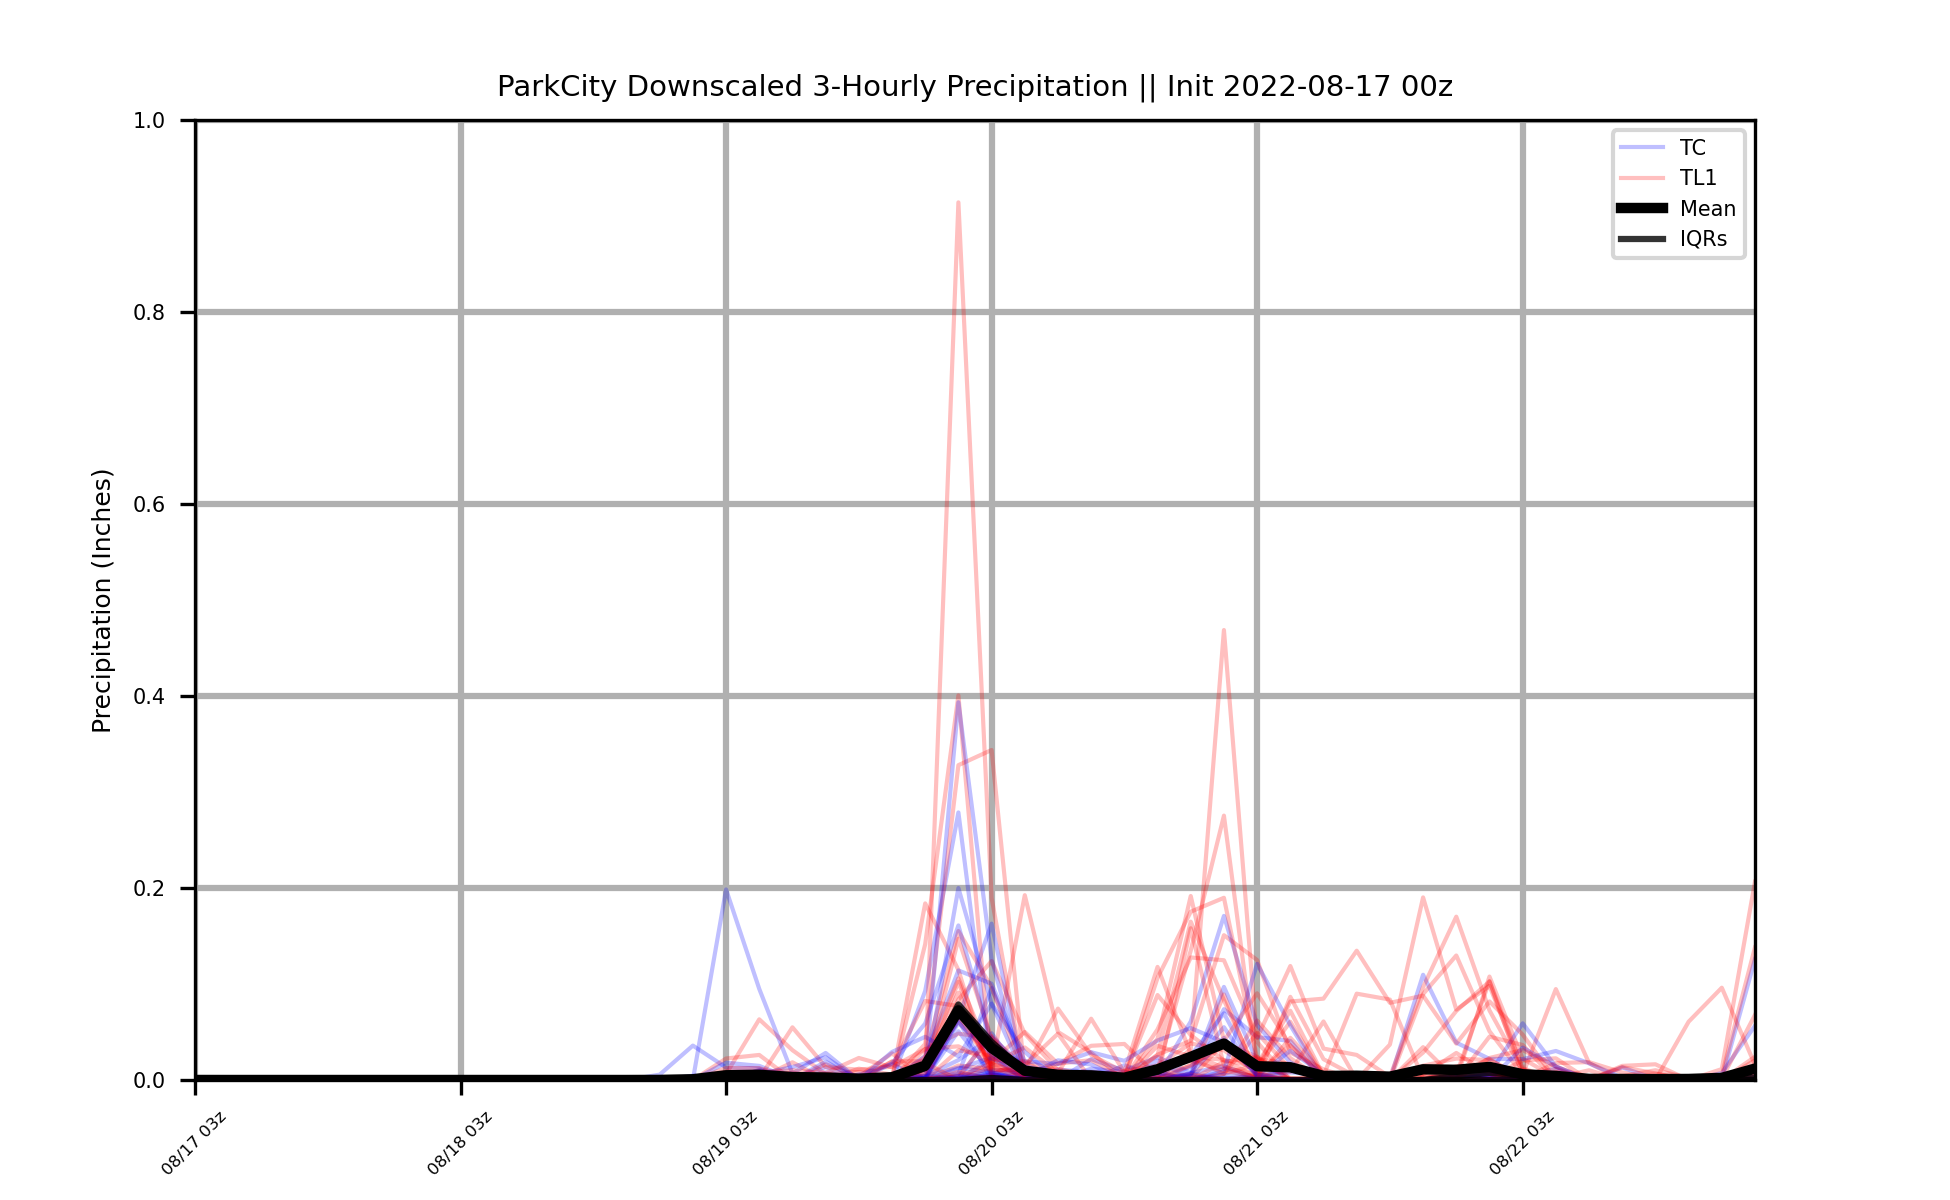 ParkCity Downscaled 3-Hourly Precipitation || Init 2022-08-17 00z
1.0
0.8
0.6
0.4
0.2
0.0
Precipitation (Inches)
TC
TL1
Mean
IQRs
08/17 03z
08/18 03z
08/19 03z
08/20 03z
08/21 03z
08/22 03z